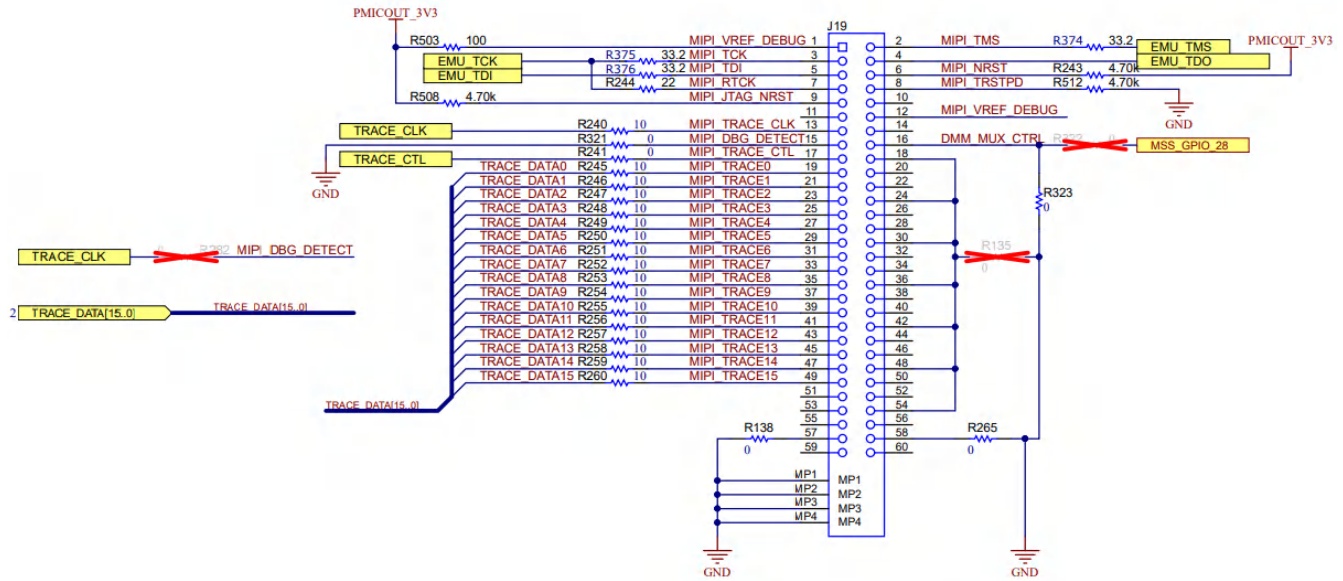 PMICOUT_3V3
J19
R503 100 MIPI_VREF_DEBUG 1 2 MIPI_TMS R374 33.2 EMU_TMS PMICOUT_3V3
EMU_TCK R375 33.2 MIPI_TCK 3 4 EMU_TDO
EMU_TDI R376 33.2 MIPI_TDI 5 6 MIPI_NRST R243 4.70k
R244 22 MIPI_RTCK 7 8 MIPI_TRSTPD R512 4.70k
R508 4.70k MIPI_JTAG_NRST 9 10
11 12 MIPI_VREF_DEBUG GND
TRACE_CLK R240 10 MIPI_TRACE_CLK 13 14
R321 0 MIPI_DBG_DETECT 15 16 DMM_MUX_CTRL R322 0 MSS_GPIO_28
TRACE_CTL R241 0 MIPI_TRACE_CTL 17 18
TRACE_DATA0 R245 10 MIPI_TRACE0 19 20
GND TRACE_DATA1 R246 10 MIPI_TRACE1 21 22
TRACE_DATA2 R247 10 MIPI_TRACE2 23 24 R323
TRACE_DATA3 R248 10 MIPI_TRACE3 25 26 0
TRACE_DATA4 R249 10 MIPI_TRACE4 27 28
TRACE_DATA5 R250 10 MIPI_TRACE5 29 30 R135
TRACE_CLK MIPI_DBG_DETECT TRACE_DATA6 R251 10 MIPI_TRACE6 31 32
TRACE_DATA7 R252 10 MIPI_TRACE7 33 34 0
TRACE_DATA8 R253 10 MIPI_TRACE8 35 36
TRACE_DATA9 R254 10 MIPI_TRACE9 37 38
2 TRACE_DATA[15..0] TRACE_DATA[15..0] TRACE_DATA10 R255 10 MIPI_TRACE10 39 40
TRACE_DATA11 R256 10 MIPI_TRACE11 41 42
TRACE_DATA12 R257 10 MIPI_TRACE12 43 44
TRACE_DATA13 R258 10 MIPI_TRACE13 45 46
TRACE_DATA14 R259 10 MIPI_TRACE14 47 48
TRACE_DATA15 R260 10 MIPI_TRACE15 49 50
51 52
TRACE_DATA[15..0] 53 54
55 56
R138 57 58 R265
0 59 60 0
MP1 MP1
MP2 MP2
MP3 MP3
MP4 MP4
GND GND